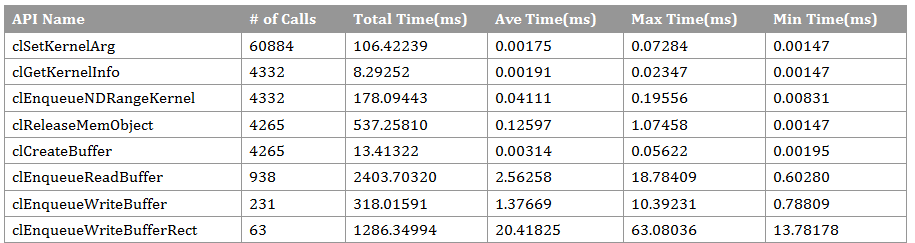 API Name # of Calls Total Time(ms) Ave Time(ms) Max Time(ms) Min Time(ms)
clSetKernelArg 60884 106.42239 0.00175 0.07284 0.00147
clGetKernelInfo 4332 8.29252 0.00191 0.02347 0.00147
clEnqueueNDRangeKernel 4332 178.09443 0.04111 0.19556 0.00831
clReleaseMemObject 4265 537.25810 0.12597 1.07458 0.00147
clCreateBuffer 4265 13.41322 0.00314 0.05622 0.00195
clEnqueueReadBuffer 938 2403.70320 2.56258 18.78409 0.60280
clEnqueueWriteBuffer 231 318.01591 1.37669 10.39231 0.78809
clEnqueueWriteBufferRect 63 1286.34994 20.41825 63.08036 13.78178